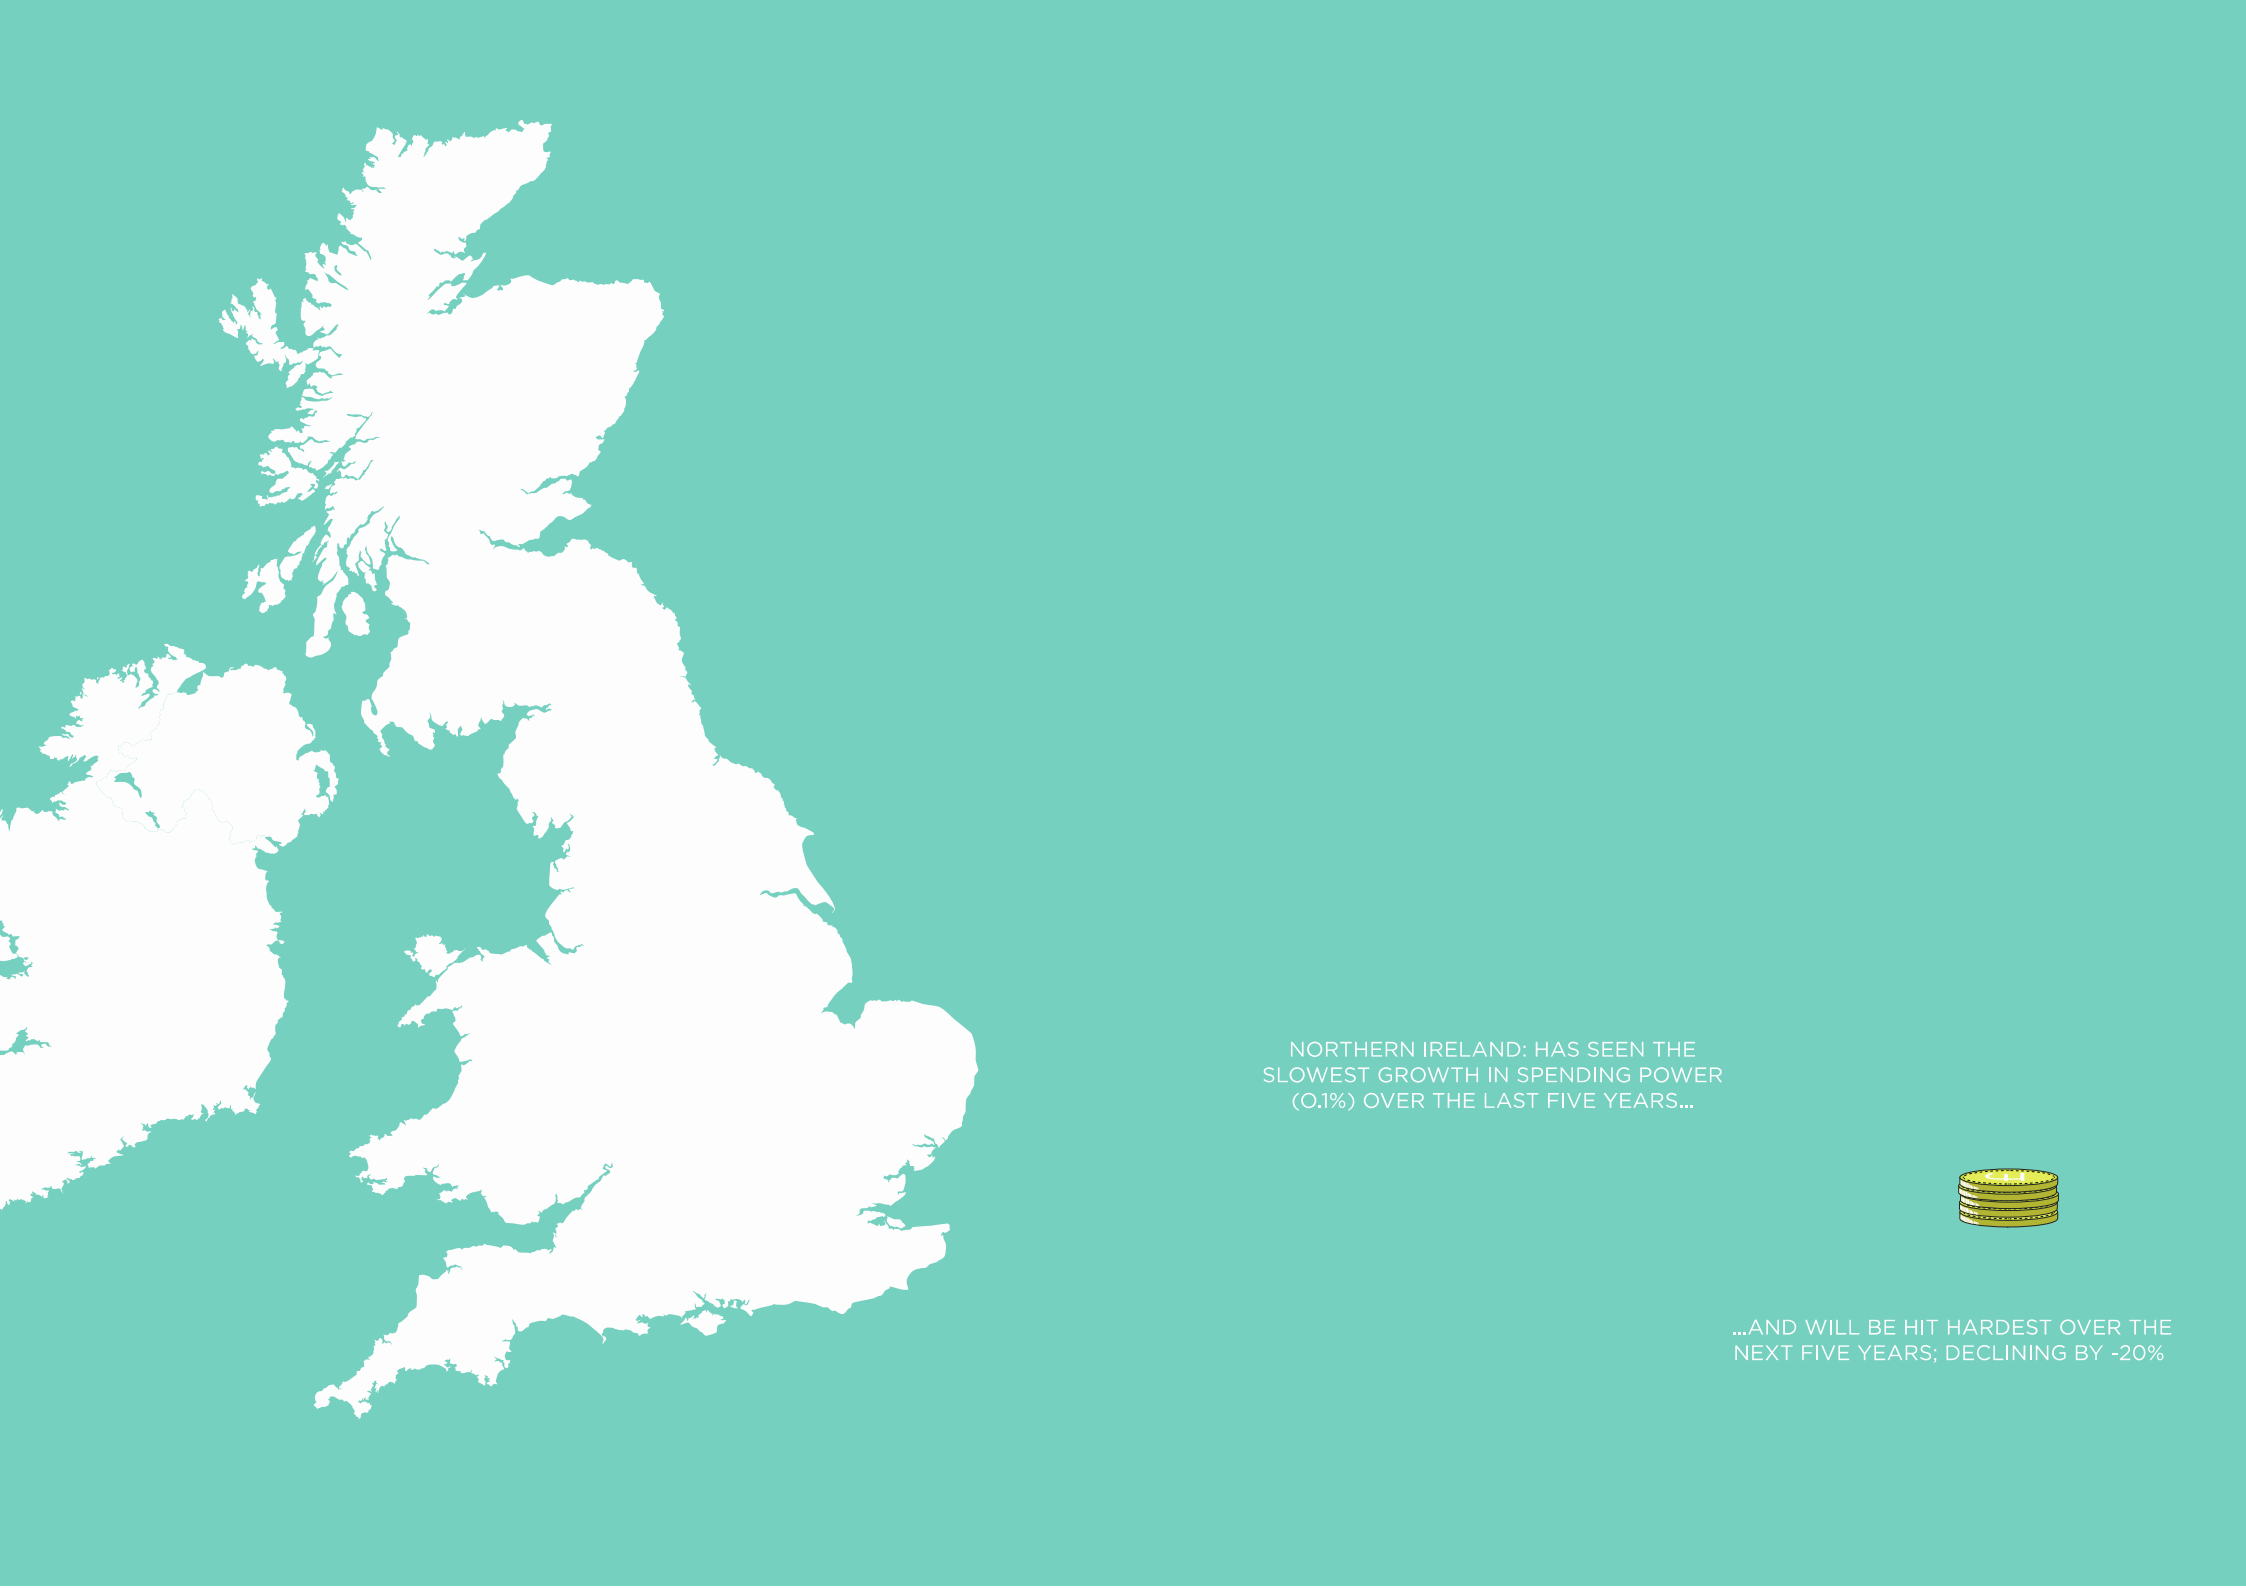 NORTHERN IRELAND: HAS SEEN THE
SLOWEST GROWTH IN SPENDING POWER
(0.1%) OVER THE LAST FIVE YEARS...
...AND WILL BE HIT HARDEST OVER THE
NEXT FIVE YEARS; DECLINING BY -20%